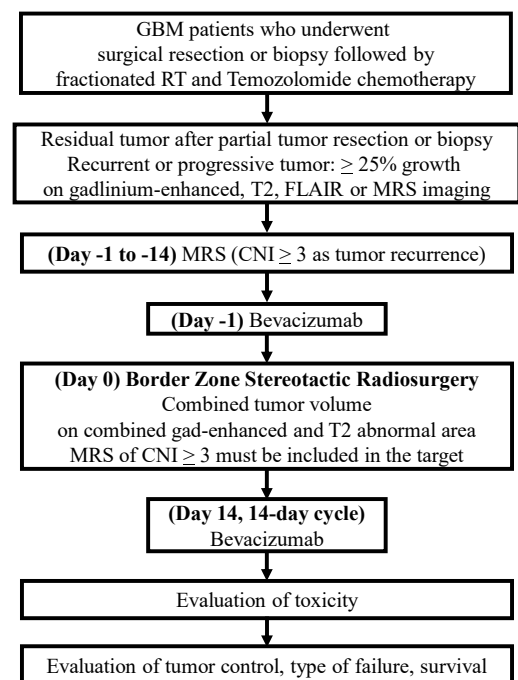 GBM patients who underwent
surgical resection or biopsy followed by
fractionated RT and Temozolomide chemotherapy
Residual tumor after partial tumor resection or biopsy
Recurrent or progressive tumor: ≥ 25% growth
on gadlinium-enhanced, T2, FLAIR or MRS imaging
(Day -1 to -14) MRS (CNI ≥ 3 as tumor recurrence)
(Day -1) Bevacizumab
(Day 0) Border Zone Stereotactic Radiosurgery
Combined tumor volume
on combined gad-enhanced and T2 abnormal area
MRS of CNI ≥ 3 must be included in the target
(Day 14, 14-day cycle)
Bevacizumab
Evaluation of toxicity
Evaluation of tumor control, type of failure, survival